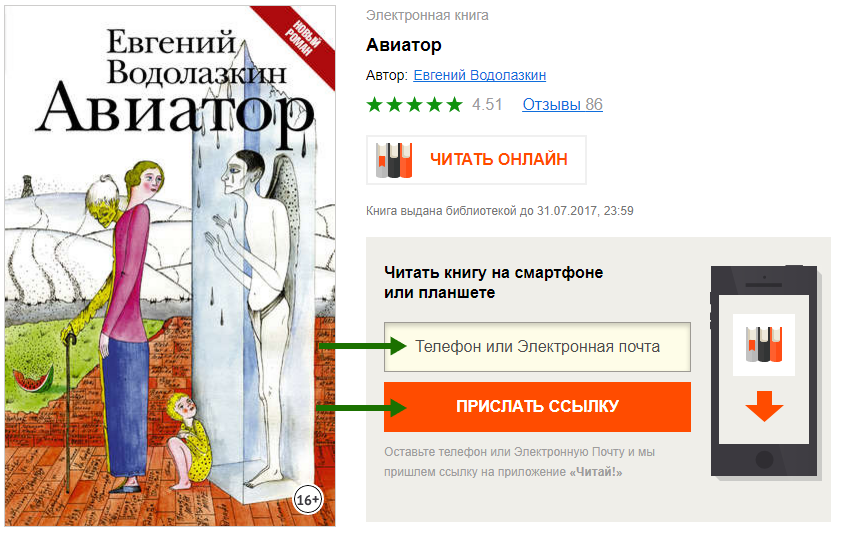 НОВЫЙ
РОМАН
Евгений
Водолазкин
Авиатор
16+
Электронная книга
Авиатор
Автор: Евгений Водолазкин
4.51 Отзывы 86
ЧИТАТЬ ОНЛАЙН
Книга выдана библиотекой до 31.07.2017, 23:59
Читать книгу на смартфоне
или планшете
Телефон или Электронная почта
ПРИСЛАТЬ ССЫЛКУ
Оставьте телефон или Электронную Почту и мы
пришлем ссылку на приложение «Читай!»